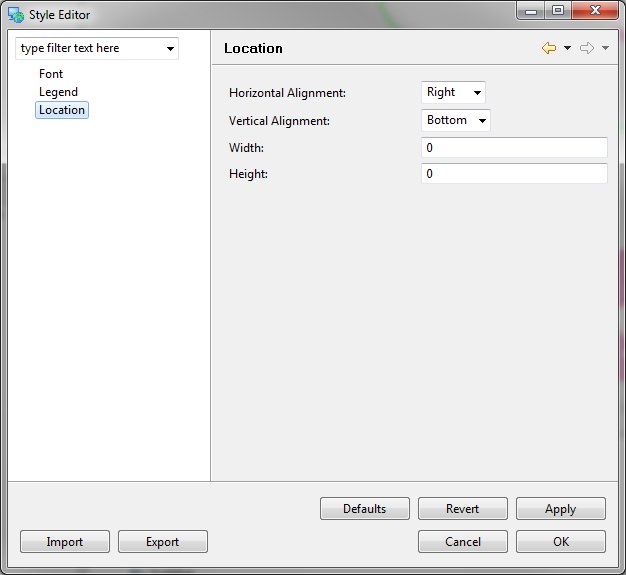 Style Editor
type filter text here
Font
Legend
Location
Location
Horizontal Alignment: Right
Vertical Alignment: Bottom
Width: 0
Height: 0
Defaults Revert Apply
Import Export Cancel OK